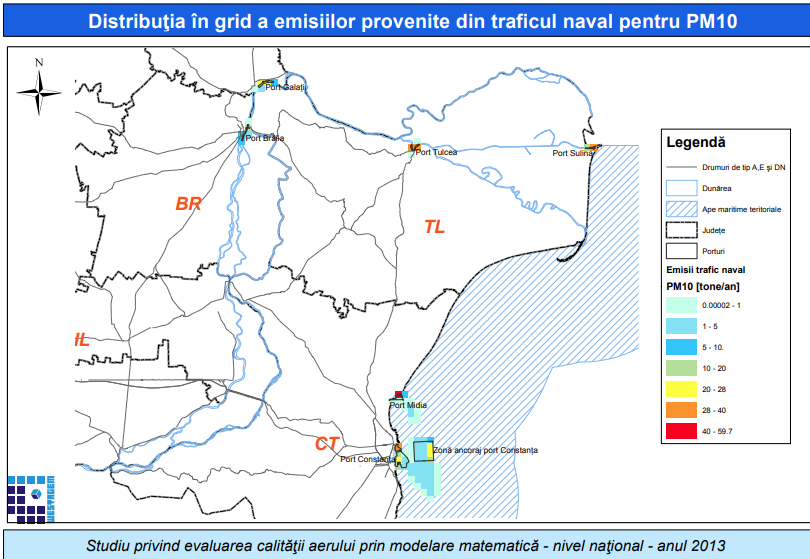 Distribuţia în grid a emisiilor provenite din traficul naval pentru PM10
N
Port Galaţi
Port Brăila
Port Tulcea
Port Sulina
BR
TL
IL
Port Midia
CT
Zonă ancoraj port Constanţa
Port Constanţa
Legendă
Drumuri de tip A,E şi DN
Dunărea
Ape maritime teritoriale
Judeţe
Porturi
Emisii trafic naval
PM10 [tone/an]
0.00002 - 1
1 - 5
5 - 10.
10 - 20
20 - 28
28 - 40
40 - 59.7
WESTAGEM
Studiu privind evaluarea calităţii aerului prin modelare matematică - nivel naţional - anul 2013